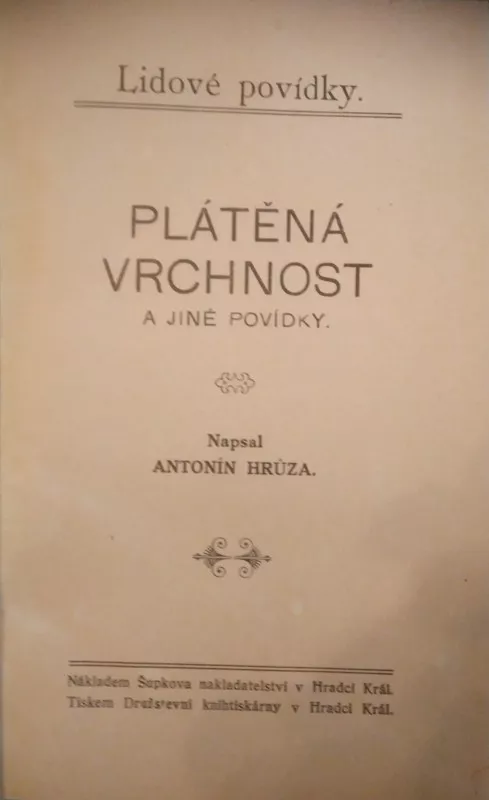 Lidové povídky.
PLÁTĚNÁ
VRCHNOST
A JINÉ POVÍDKY.
Napsal
ANTONÍN HRŮZA.
Nákladem Šupkova nakladatelství v Hradci Král.
Tiskem Družstevní knihtiskárny v Hradci Král.